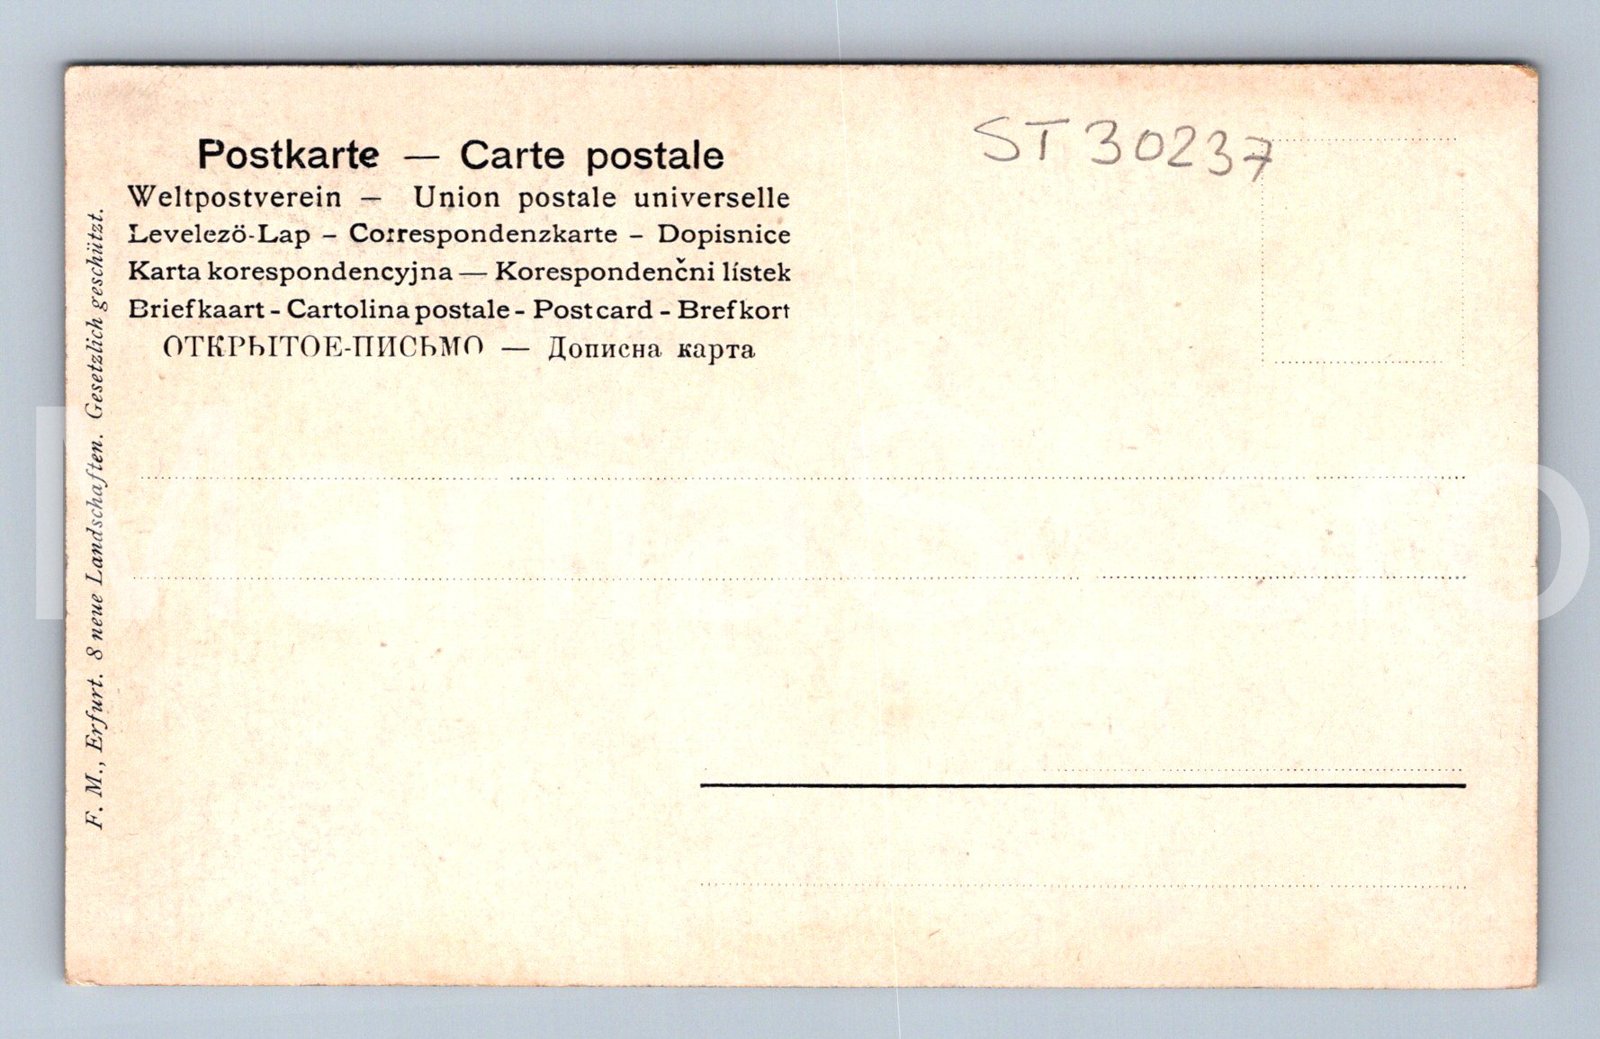 Postkarte — Carte postale
Weltpostverein — Union postale universelle
Levelező-Lap – Correspondenzkarte – Dopisnice
Karta korespondencyjna — Korespondenčni lístek
Briefkaart - Cartolina postale - Postcard - Brefkort
ОТКРЫТОЕ-ПИСЬМО — Дописна карта
ST 30237
F. M., Erfurt. 8 neue Landschaften. Gesetzlich geschützt.